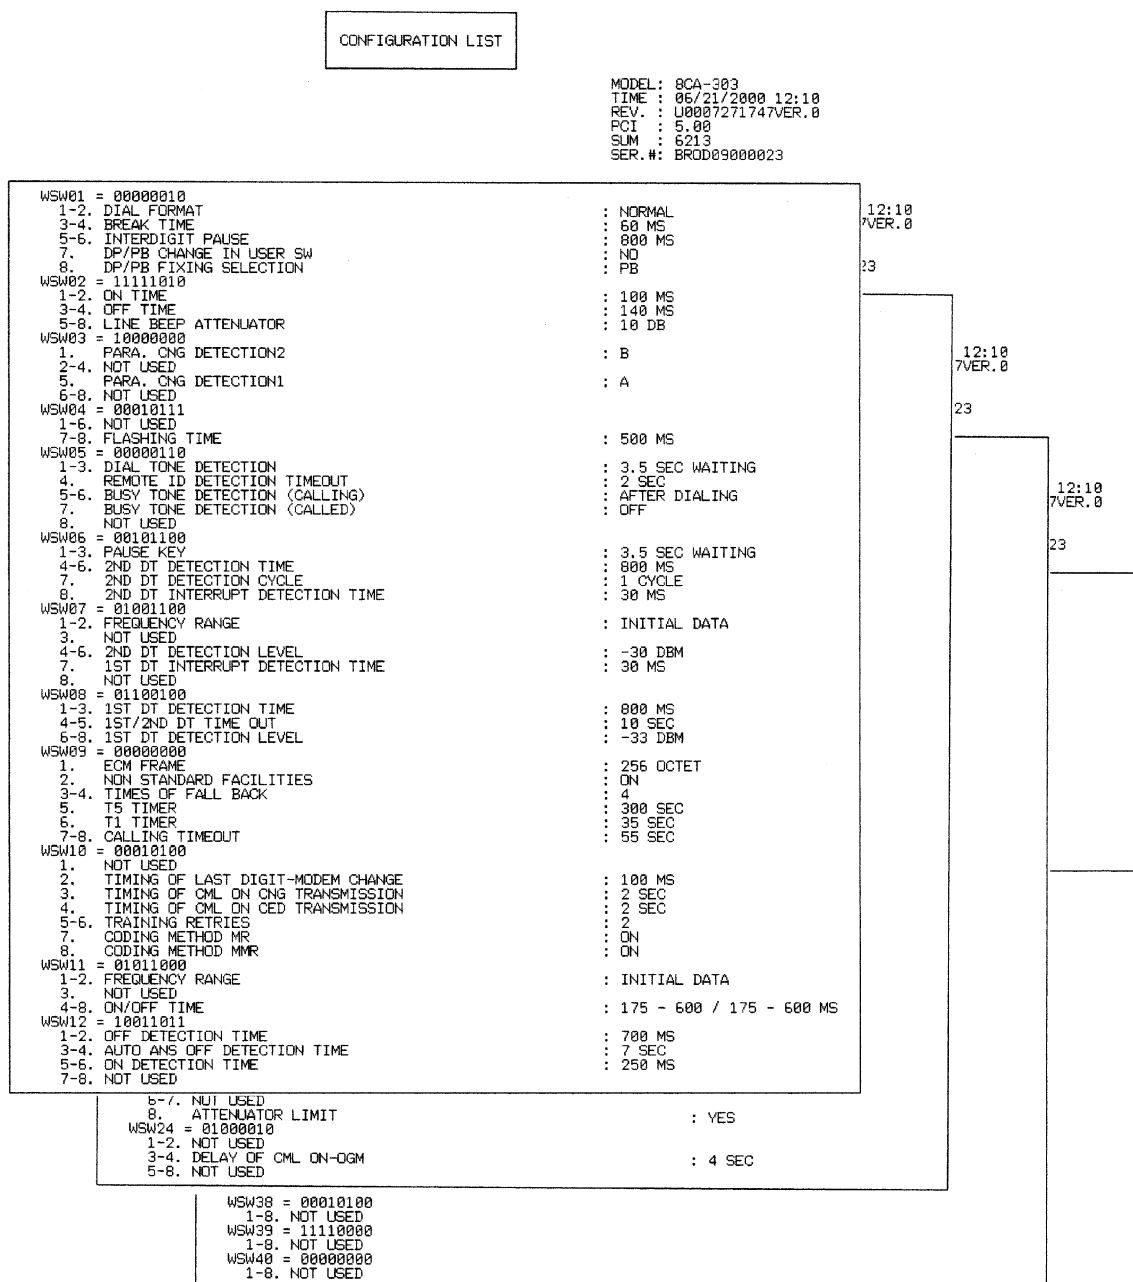 CONFIGURATION LIST
MODEL: 8CA-303
TIME : 06/21/2000 12:10
REV. : U0007271747VER.0
PCI : 5.00
SUM : 6213
SER.#: BROD09000023
WSW01 = 00000010
1-2. DIAL FORMAT : NORMAL
3-4. BREAK TIME : 60 MS
5-6. INTERDIGIT PAUSE : 800 MS
7. DP/PB CHANGE IN USER SW : NO
8. DP/PB FIXING SELECTION : PB
WSW02 = 11111010
1-2. ON TIME : 100 MS
3-4. OFF TIME : 140 MS
5-8. LINE BEEP ATTENUATOR : 10 DB
WSW03 = 10000000
1. PARA. CNG DETECTION2 : B
2-4. NOT USED
5. PARA. CNG DETECTION1 : A
6-8. NOT USED
WSW04 = 00010111
1-6. NOT USED
7-8. FLASHING TIME : 500 MS
WSW05 = 00000110
1-3. DIAL TONE DETECTION : 3.5 SEC WAITING
4. REMOTE ID DETECTION TIMEOUT : 2 SEC
5-6. BUSY TONE DETECTION (CALLING) : AFTER DIALING
7. BUSY TONE DETECTION (CALLED) : OFF
8. NOT USED
WSW06 = 00101100
1-3. PAUSE KEY : 3.5 SEC WAITING
4-6. 2ND DT DETECTION TIME : 800 MS
7. 2ND DT DETECTION CYCLE : 1 CYCLE
8. 2ND DT INTERRUPT DETECTION TIME : 30 MS
WSW07 = 01001100
1-2. FREQUENCY RANGE : INITIAL DATA
3. NOT USED
4-6. 2ND DT DETECTION LEVEL : -30 DBM
7. 1ST DT INTERRUPT DETECTION TIME : 30 MS
8. NOT USED
WSW08 = 01100100
1-3. 1ST DT DETECTION TIME : 800 MS
4-5. 1ST/2ND DT TIME OUT : 10 SEC
6-8. 1ST DT DETECTION LEVEL : -33 DBM
WSW09 = 00000000
1. ECM FRAME : 256 OCTET
2. NON STANDARD FACILITIES : ON
3-4. TIMES OF FALL BACK : 4
5. T5 TIMER : 300 SEC
6. T1 TIMER : 35 SEC
7-8. CALLING TIMEOUT : 55 SEC
WSW10 = 00010100
1. NOT USED
2. TIMING OF LAST DIGIT-MODEM CHANGE : 100 MS
3. TIMING OF CML ON CNG TRANSMISSION : 2 SEC
4. TIMING OF CML ON CED TRANSMISSION : 2 SEC
5-6. TRAINING RETRIES : 2
7. CODING METHOD MR : ON
8. CODING METHOD MMR : ON
WSW11 = 01011000
1-2. FREQUENCY RANGE : INITIAL DATA
3. NOT USED
4-8. ON/OFF TIME : 175 - 600 / 175 - 600 MS
WSW12 = 10011011
1-2. OFF DETECTION TIME : 700 MS
3-4. AUTO ANS OFF DETECTION TIME : 7 SEC
5-6. ON DETECTION TIME : 250 MS
7-8. NOT USED
12:10
7VER.0
23
12:10
7VER.0
23
12:10
7VER.0
23
6-7. NOT USED
8. ATTENUATOR LIMIT : YES
WSW24 = 01000010
1-2. NOT USED
3-4. DELAY OF CML ON-OGM : 4 SEC
5-8. NOT USED
WSW38 = 00010100
1-8. NOT USED
WSW39 = 11110000
1-8. NOT USED
WSW40 = 00000000
1-8. NOT USED